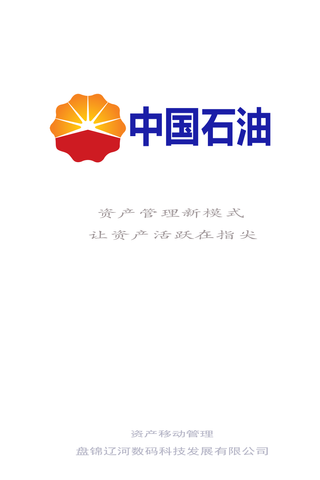 中国石油
资产管理新模式
让资产活跃在指尖
资产移动管理
盘锦辽河数码科技发展有限公司